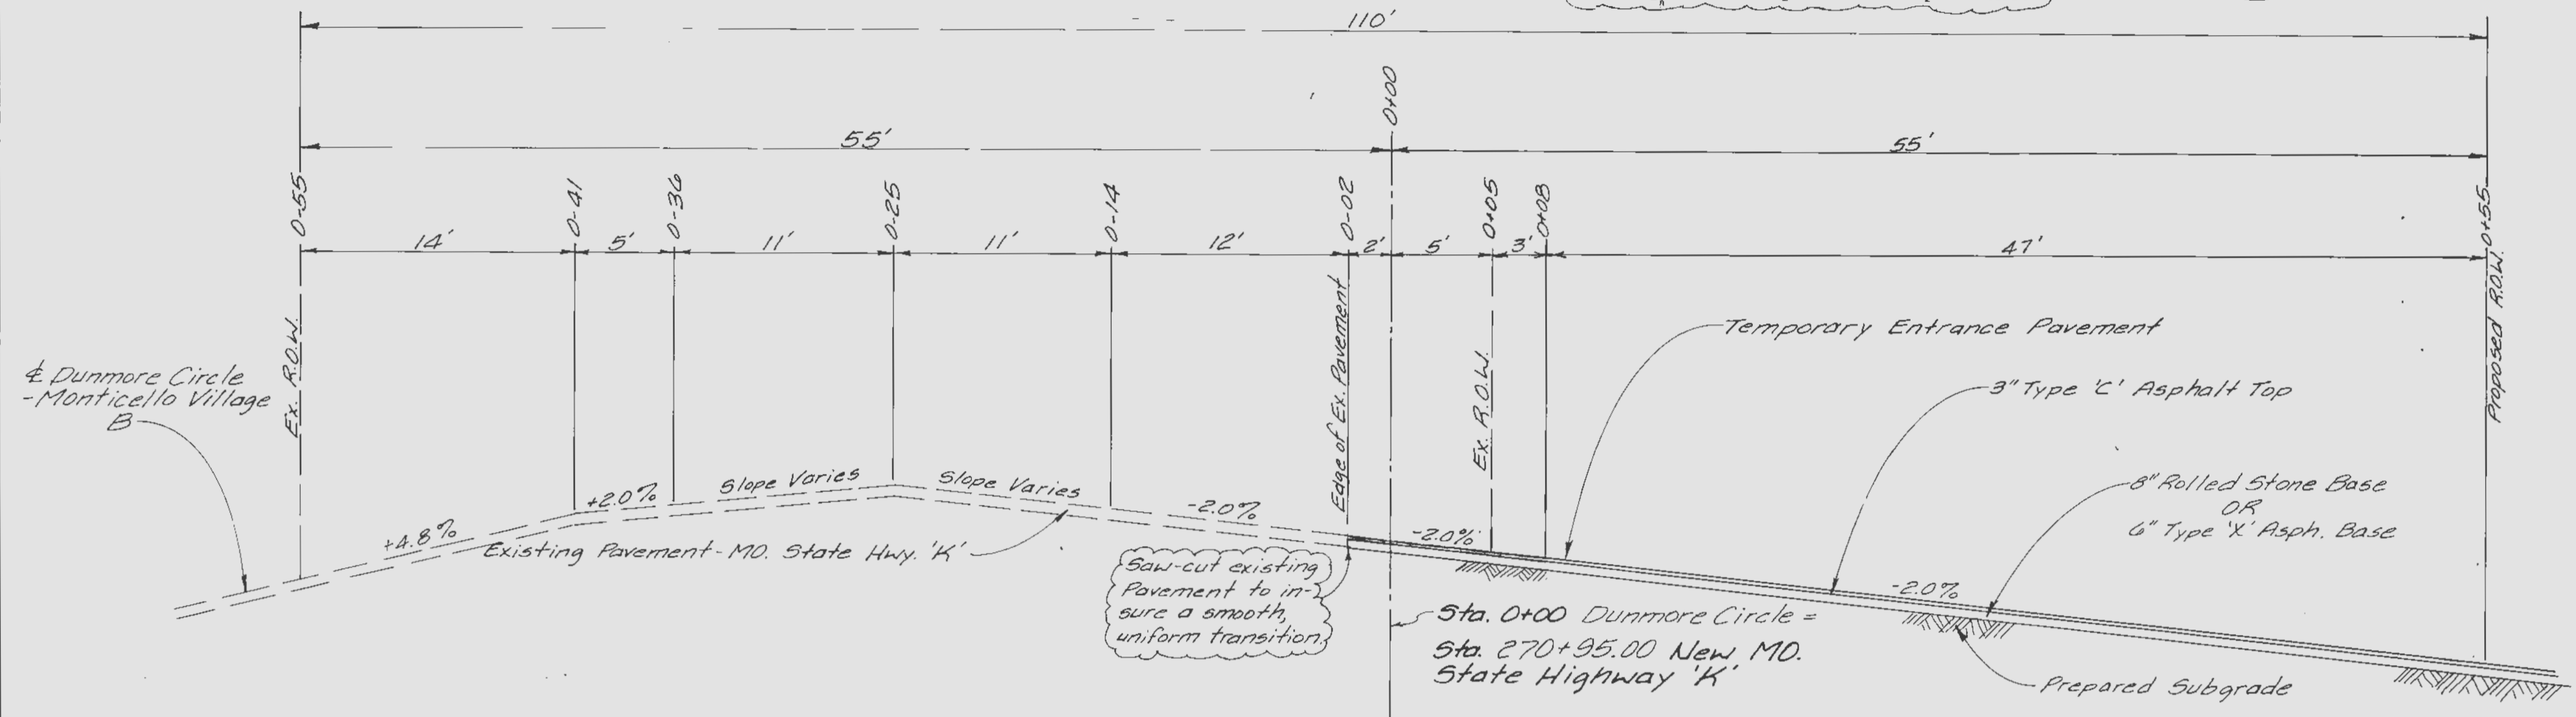 110'
55'
55'
0+00
0-55
0-41
0-36
0-25
0-14
0-02
0+05
0+08
0+55
14'
5'
11'
11'
12'
2'
5'
3'
47'
Ex. R.O.W.
Edge of Ex. Pavement
Ex. R.O.W.
Proposed R.O.W.
℄ Dunmore Circle
-Monticello Village
B
+4.8%
+2.0%
Slope Varies
Slope Varies
-2.0%
-2.0%
-2.0%
Existing Pavement-MO. State Hwy. 'K'
Saw-cut existing
Pavement to in-
sure a smooth,
uniform transition.
Temporary Entrance Pavement
3" Type 'C' Asphalt Top
8" Rolled Stone Base
OR
6" Type 'X' Asph. Base
Sta. 0+00 Dunmore Circle =
Sta. 270+95.00 New MO.
State Highway 'K'
Prepared Subgrade